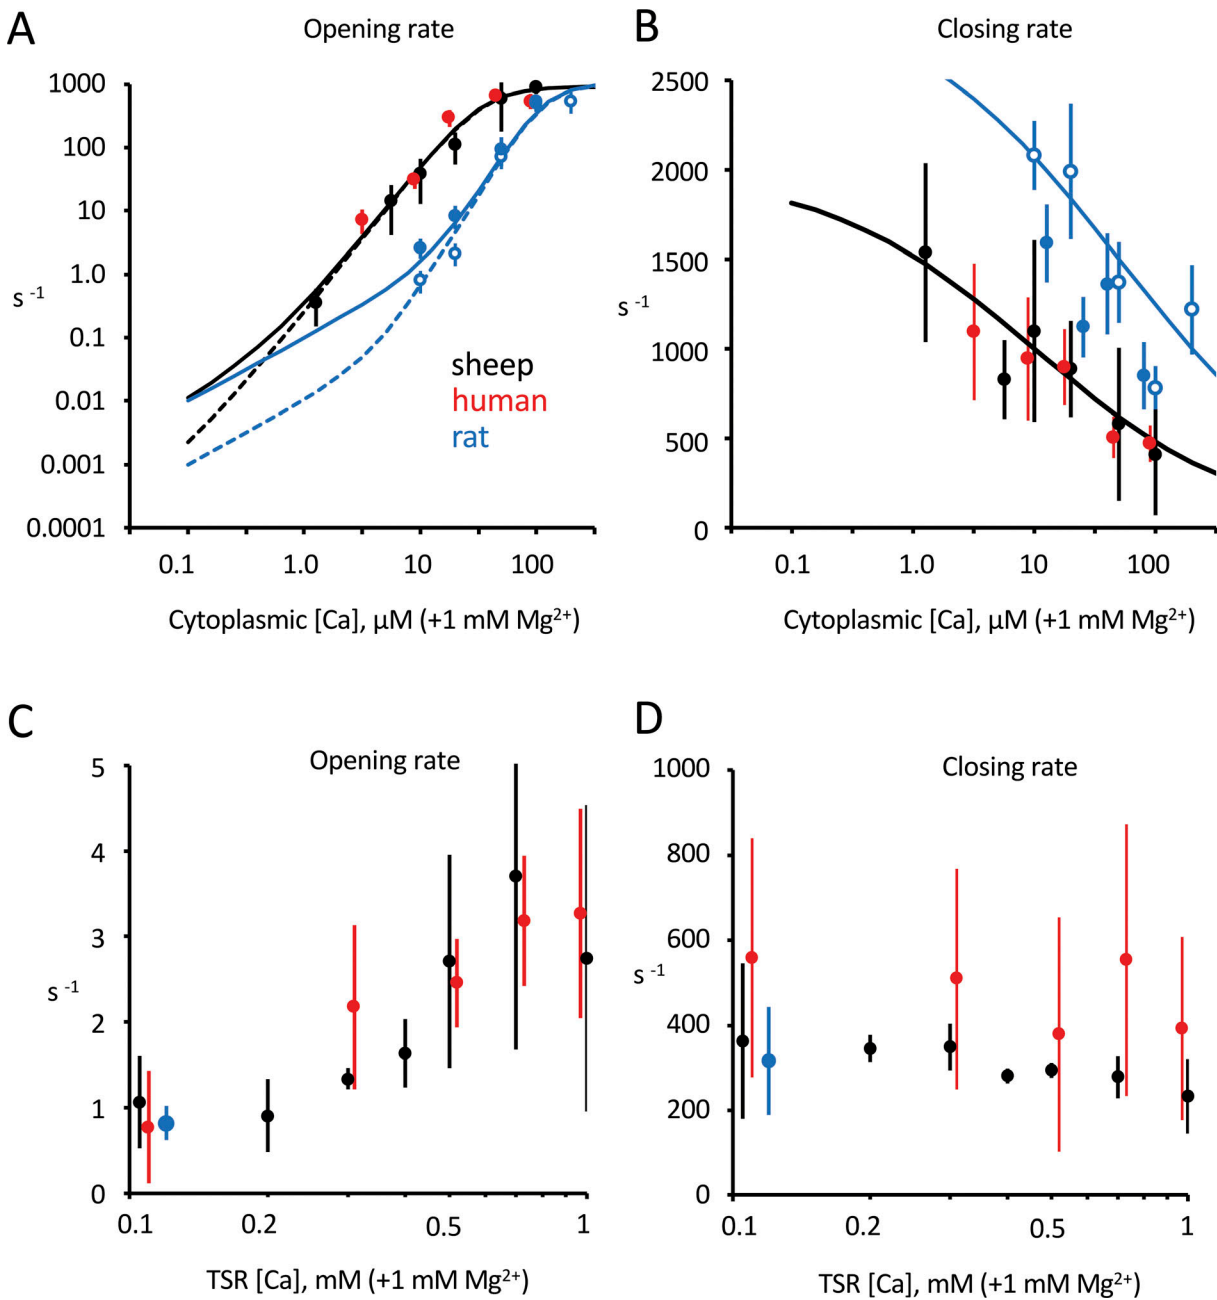 A
Opening rate
1000
100
10
1.0
0.1
0.01
0.001
0.0001
s -1
sheep
human
rat
0.1 1.0 10 100
Cytoplasmic [Ca], µM (+1 mM Mg²⁺)
B
Closing rate
2500
2000
1500
1000
500
0
s -1
0.1 1.0 10 100
Cytoplasmic [Ca], µM (+1 mM Mg²⁺)
C
Opening rate
5
4
3
2
1
0
s -1
0.1 0.2 0.5 1
TSR [Ca], mM (+1 mM Mg²⁺)
D
Closing rate
1000
800
600
400
200
0
s -1
0.1 0.2 0.5 1
TSR [Ca], mM (+1 mM Mg²⁺)